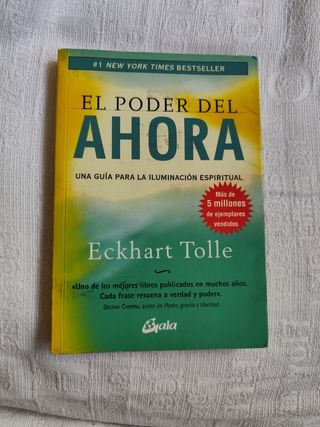 #1 NEW YORK TIMES BESTSELLER
EL PODER DEL
AHORA
UNA GUÍA PARA LA ILUMINACIÓN ESPIRITUAL
Más de
5 millones
de ejemplares
vendidos
Eckhart Tolle
«Uno de los mejores libros publicados en muchos años.
Cada frase resuena a verdad y poder».
DEEPAK CHOPRA, autor de Poder, gracia y libertad
Gaia